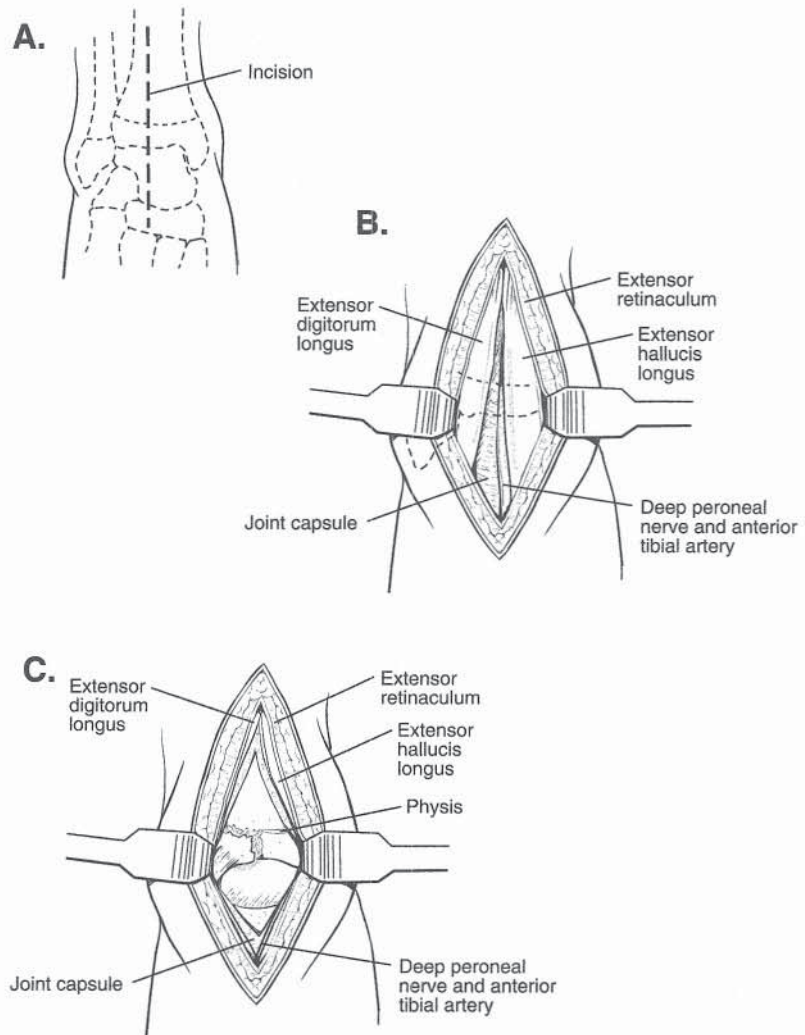 A.
Incision
B.
Extensor
digitorum
longus
Extensor
retinaculum
Extensor
hallucis
longus
Joint capsule
Deep peroneal
nerve and anterior
tibial artery
C.
Extensor
digitorum
longus
Extensor
retinaculum
Extensor
hallucis
longus
Physis
Joint capsule
Deep peroneal
nerve and anterior
tibial artery